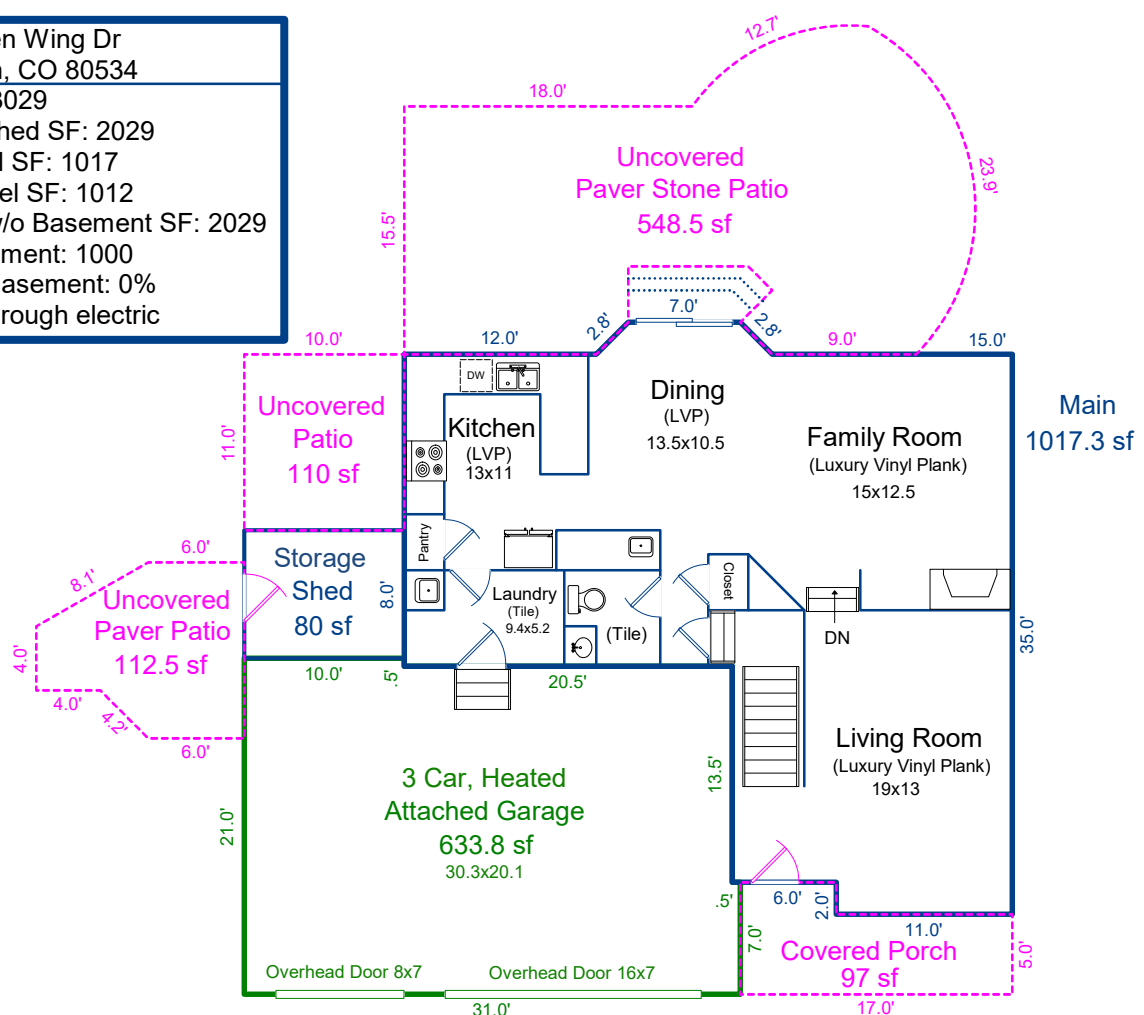 en Wing Dr
, CO 80534
3029
hed SF: 2029
SF: 1017
el SF: 1012
w/o Basement SF: 2029
ment: 1000
asement: 0%
rough electric
12.7'
18.0'
Uncovered
Paver Stone Patio
548.5 sf
23.9'
15.5'
7.0'
2.8'
2.8'
10.0'
12.0'
9.0'
15.0'
Uncovered
Patio
110 sf
11.0'
DW
Kitchen
(LVP)
13x11
Dining
(LVP)
13.5x10.5
Family Room
(Luxury Vinyl Plank)
15x12.5
Main
1017.3 sf
Pantry
6.0'
8.1'
Uncovered
Paver Patio
112.5 sf
4.0'
4.0'
4.2'
6.0'
Storage
Shed
80 sf
8.0'
10.0'
.5'
Laundry
(Tile)
9.4x5.2
(Tile)
Closet
DN
35.0'
20.5'
Living Room
(Luxury Vinyl Plank)
19x13
3 Car, Heated
Attached Garage
633.8 sf
30.3x20.1
21.0'
13.5'
.5'
6.0'
2.0'
11.0'
7.0'
Covered Porch
97 sf
5.0'
17.0'
Overhead Door 8x7
Overhead Door 16x7
31.0'